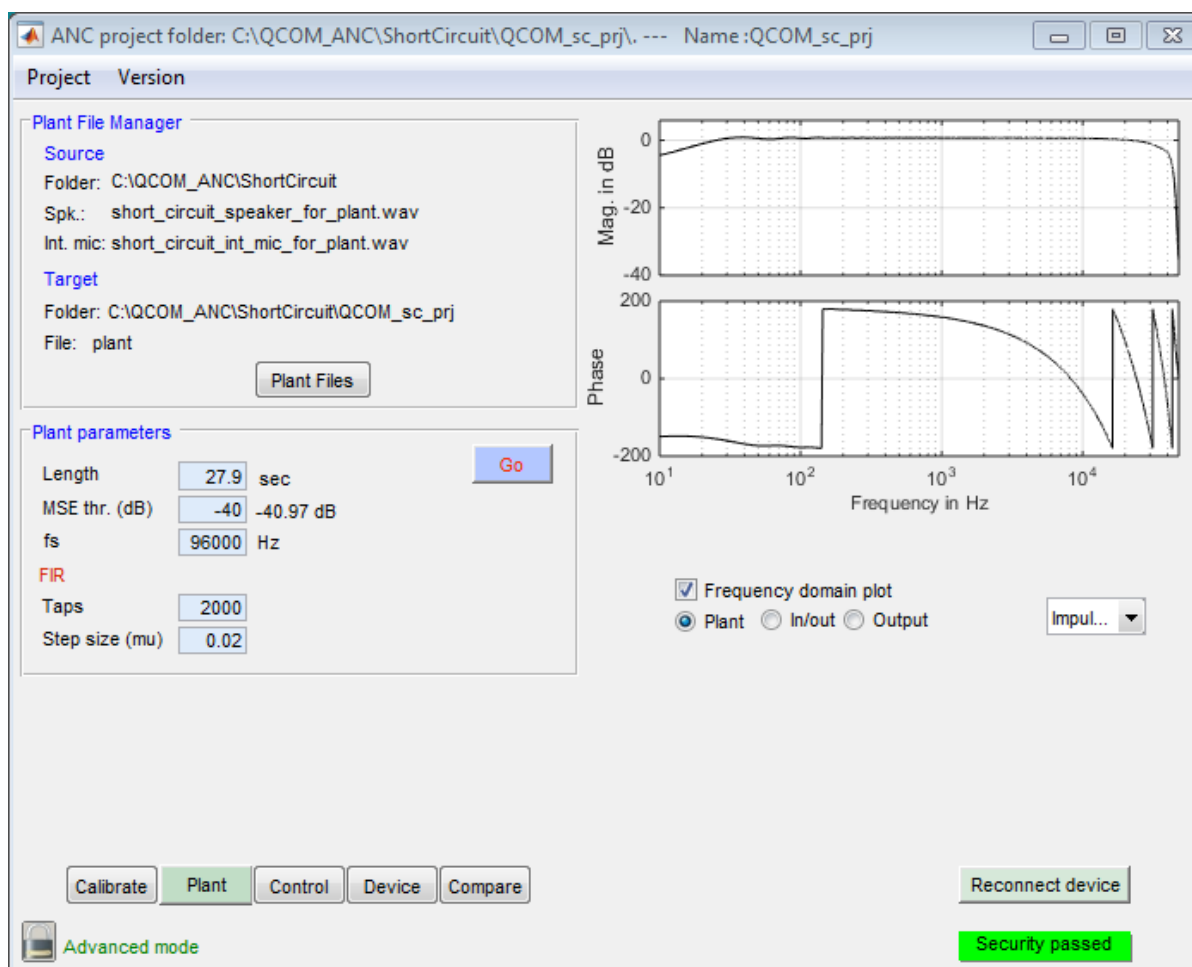 ANC project folder: C:\QCOM_ANC\ShortCircuit\QCOM_sc_prj\. --- Name :QCOM_sc_prj
Project Version
Plant File Manager
Source
Folder: C:\QCOM_ANC\ShortCircuit
Spk.: short_circuit_speaker_for_plant.wav
Int. mic: short_circuit_int_mic_for_plant.wav
Target
Folder: C:\QCOM_ANC\ShortCircuit\QCOM_sc_prj
File: plant
Plant Files
Plant parameters
Go
Length 27.9 sec
MSE thr. (dB) -40 -40.97 dB
fs 96000 Hz
FIR
Taps 2000
Step size (mu) 0.02
Mag. in dB
0
-20
-40
Phase
200
0
-200
10^1 10^2 10^3 10^4
Frequency in Hz
Frequency domain plot
Plant In/out Output
Impul...
Calibrate Plant Control Device Compare
Reconnect device
Advanced mode
Security passed